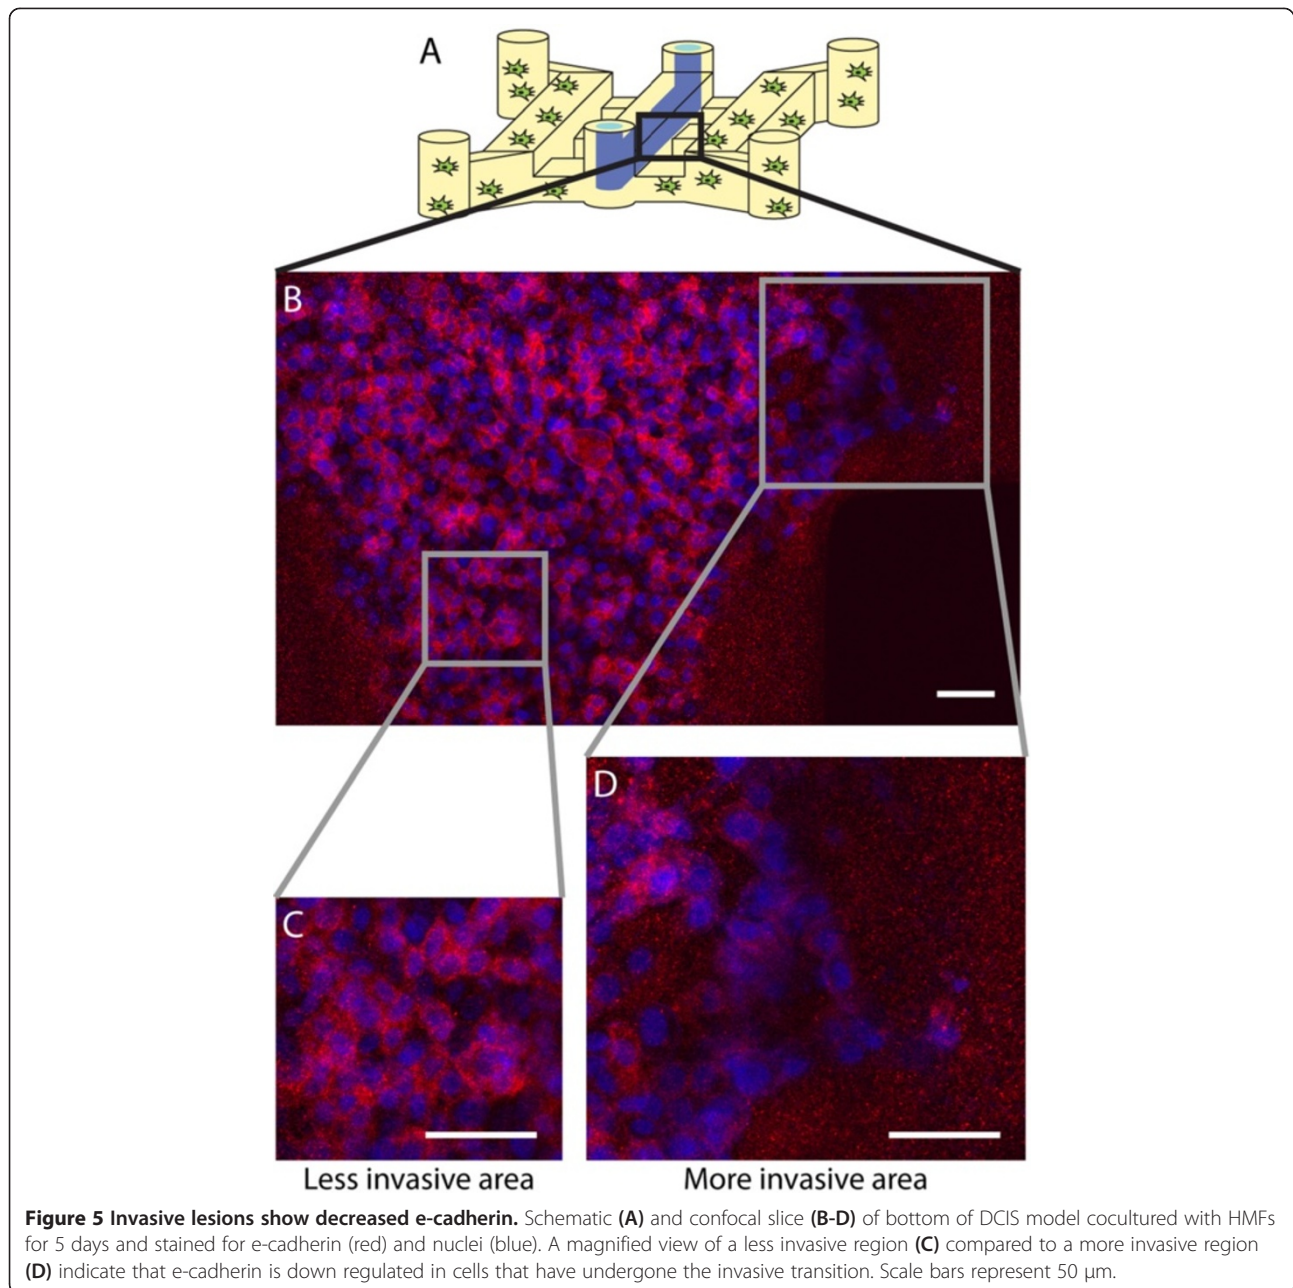 A
B
D
C
Less invasive area
More invasive area
Figure 5 Invasive lesions show decreased e-cadherin. Schematic (A) and confocal slice (B-D) of bottom of DCIS model cocultured with HMFs
for 5 days and stained for e-cadherin (red) and nuclei (blue). A magnified view of a less invasive region (C) compared to a more invasive region
(D) indicate that e-cadherin is down regulated in cells that have undergone the invasive transition. Scale bars represent 50 μm.